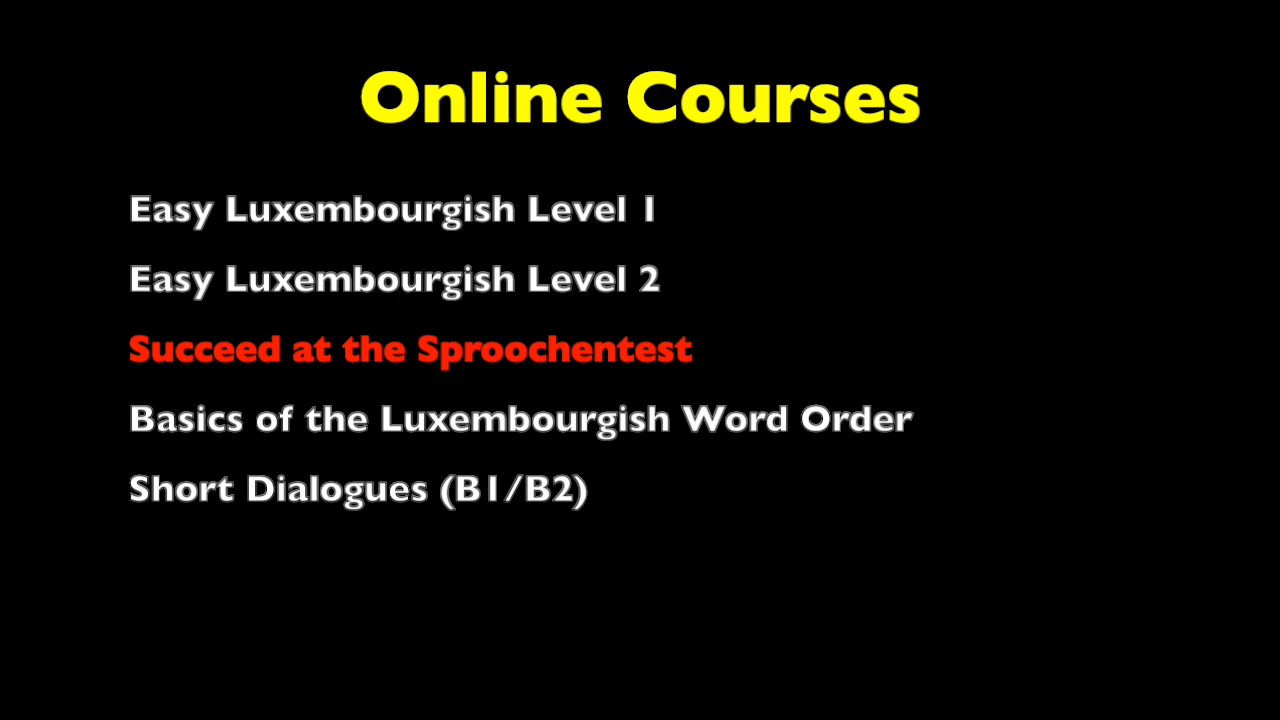 Online Courses
Easy Luxembourgish Level 1
Easy Luxembourgish Level 2
Succeed at the Sproochentest
Basics of the Luxembourgish Word Order
Short Dialogues (B1/B2)